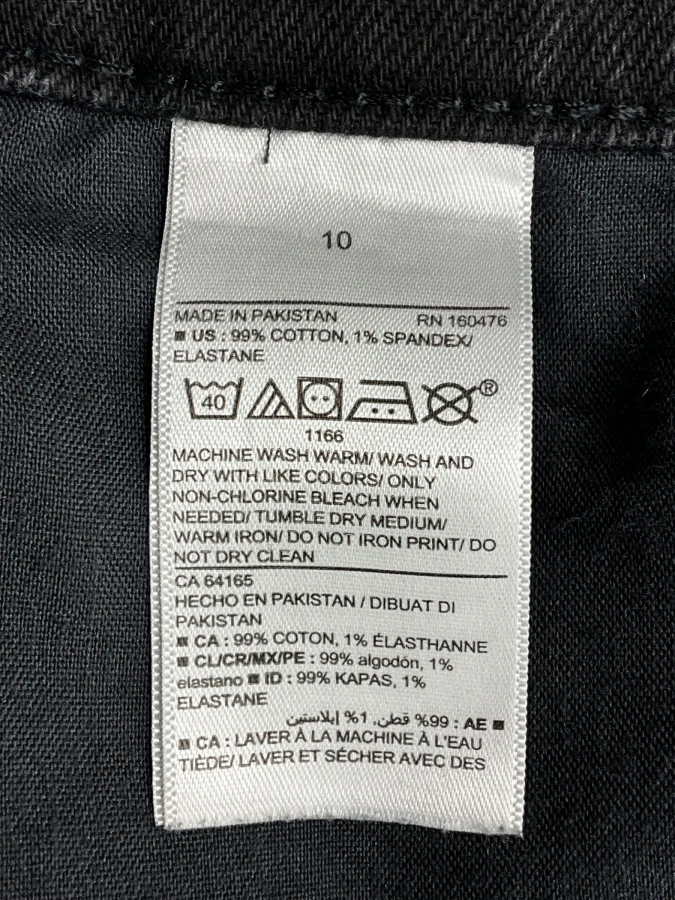 10
MADE IN PAKISTAN RN 160476
US : 99% COTTON, 1% SPANDEX/
ELASTANE
40 ®
1166
MACHINE WASH WARM/ WASH AND
DRY WITH LIKE COLORS/ ONLY
NON-CHLORINE BLEACH WHEN
NEEDED/ TUMBLE DRY MEDIUM/
WARM IRON/ DO NOT IRON PRINT/ DO
NOT DRY CLEAN
CA 64165
HECHO EN PAKISTAN / DIBUAT DI
PAKISTAN
CA : 99% COTON, 1% ÉLASTHANNE
CL/CR/MX/PE : 99% algodón, 1%
elastano ID : 99% KAPAS, 1%
ELASTANE
AE : 99% قطن, 1% إيلاستين
CA : LAVER À LA MACHINE À L'EAU
TIÈDE/ LAVER ET SÉCHER AVEC DES